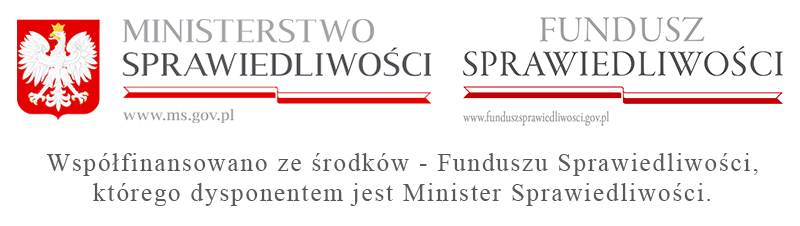 MINISTERSTWO
SPRAWIEDLIWOŚCI
www.ms.gov.pl
FUNDUSZ
SPRAWIEDLIWOŚCI
www.funduszsprawiedliwosci.gov.pl
Współfinansowano ze środków - Funduszu Sprawiedliwości,
którego dysponentem jest Minister Sprawiedliwości.